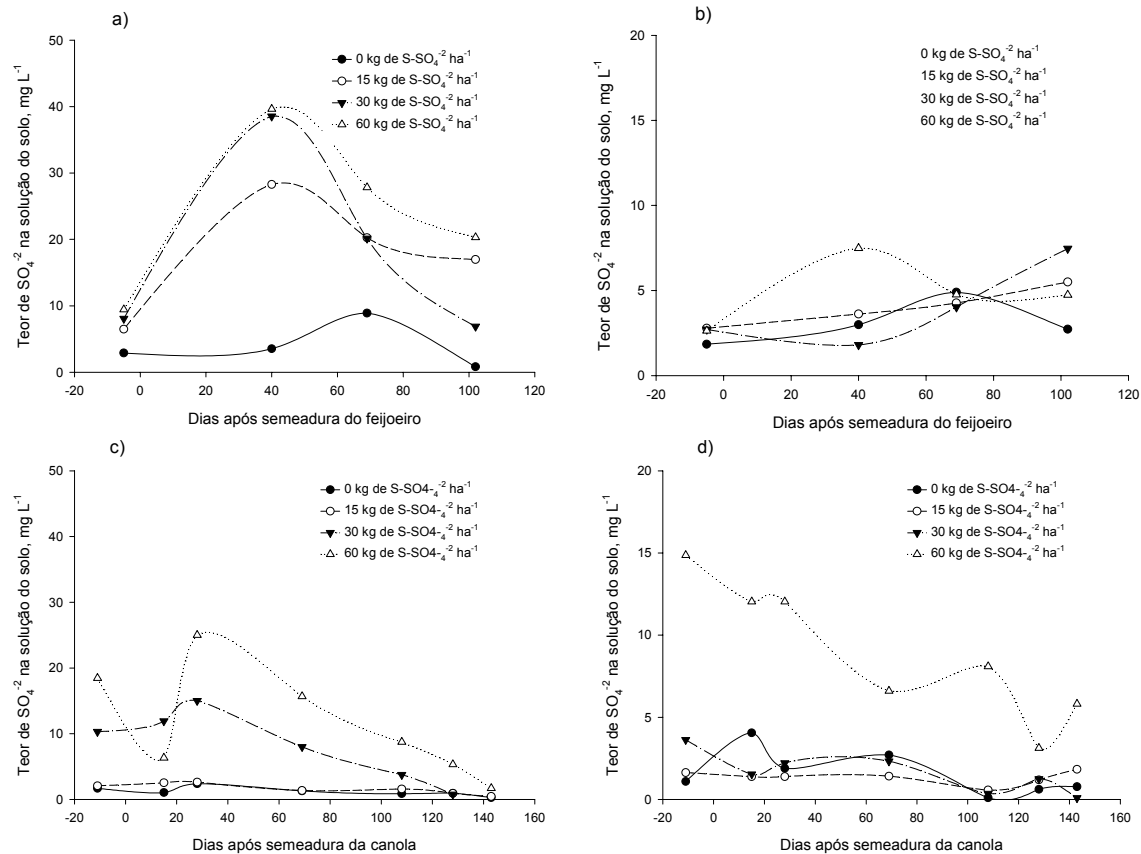 a)
Teor de SO₄⁻² na solução do solo, mg L⁻¹
50
40
30
20
10
0
0 kg de S-SO₄⁻² ha⁻¹
15 kg de S-SO₄⁻² ha⁻¹
30 kg de S-SO₄⁻² ha⁻¹
60 kg de S-SO₄⁻² ha⁻¹
-20 0 20 40 60 80 100 120
Dias após semeadura do feijoeiro
b)
Teor de SO₄⁻² na solução do solo, mg L⁻¹
20
15
10
5
0
0 kg de S-SO₄⁻² ha⁻¹
15 kg de S-SO₄⁻² ha⁻¹
30 kg de S-SO₄⁻² ha⁻¹
60 kg de S-SO₄⁻² ha⁻¹
-20 0 20 40 60 80 100 120
Dias após semeadura do feijoeiro
c)
Teor de SO₄⁻² na solução do solo, mg L⁻¹
50
40
30
20
10
0
0 kg de S-SO4-₄⁻² ha⁻¹
15 kg de S-SO4-₄⁻² ha⁻¹
30 kg de S-SO4-₄⁻² ha⁻¹
60 kg de S-SO4-₄⁻² ha⁻¹
-20 0 20 40 60 80 100 120 140 160
Dias após semeadura da canola
d)
Teor de SO₄⁻² na solução do solo, mg L⁻¹
20
15
10
5
0
0 kg de S-SO4-₄⁻² ha⁻¹
15 kg de S-SO4-₄⁻² ha⁻¹
30 kg de S-SO4-₄⁻² ha⁻¹
60 kg de S-SO4-₄⁻² ha⁻¹
-20 0 20 40 60 80 100 120 140 160
Dias após semeadura da canola